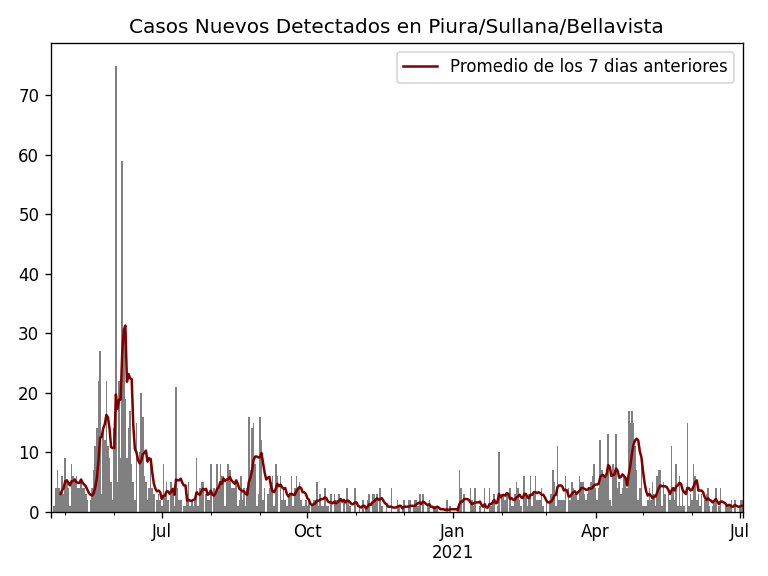 Casos Nuevos Detectados en Piura/Sullana/Bellavista
Promedio de los 7 dias anteriores
70
60
50
40
30
20
10
0
Jul
Oct
Jan
2021
Apr
Jul